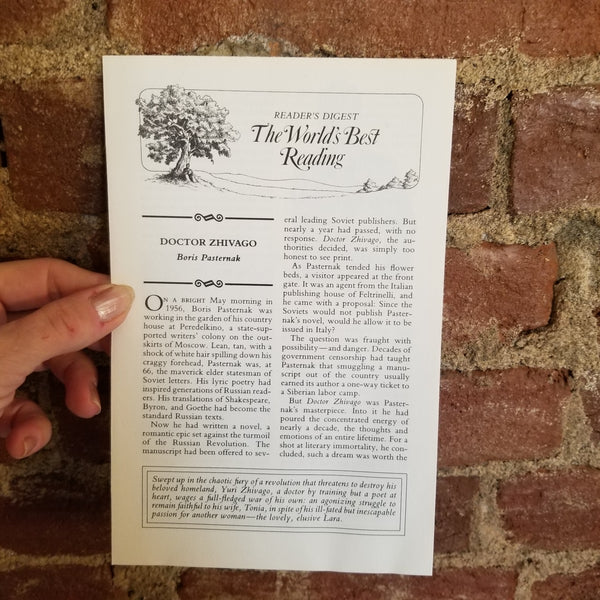 READER'S DIGEST
The World's Best
Reading
DOCTOR ZHIVAGO
Boris Pasternak
ON A BRIGHT May morning in
1956, Boris Pasternak was
working in the garden of his country
house at Peredelkino, a state-sup-
ported writers' colony on the out-
skirts of Moscow. Lean, tan, with a
shock of white hair spilling down his
craggy forehead, Pasternak was, at
66, the maverick elder statesman of
Soviet letters. His lyric poetry had
inspired generations of Russian read-
ers. His translations of Shakespeare,
Byron, and Goethe had become the
standard Russian texts.
Now he had written a novel, a
romantic epic set against the turmoil
of the Russian Revolution. The
manuscript had been offered to sev-
eral leading Soviet publishers. But
nearly a year had passed, with no
response. Doctor Zhivago, the au-
thorities decided, was simply too
honest to see print.
As Pasternak tended his flower
beds, a visitor appeared at the front
gate. It was an agent from the Italian
publishing house of Feltrinelli, and
he came with a proposal: Since the
Soviets would not publish Paster-
nak's novel, would he allow it to be
issued in Italy?
The question was fraught with
possibility—and danger. Decades of
government censorship had taught
Pasternak that smuggling a manu-
script out of the country usually
earned its author a one-way ticket to
a Siberian labor camp.
But Doctor Zhivago was Paster-
nak's masterpiece. Into it he had
poured the concentrated energy of
nearly a decade, the thoughts and
emotions of an entire lifetime. For a
shot at literary immortality, he con-
cluded, such a dream was worth the
Swept up in the chaotic fury of a revolution that threatens to destroy his
beloved homeland, Yuri Zhivago, a doctor by training but a poet at
heart, wages a full-fledged war of his own: an agonizing struggle to
remain faithful to his wife, Tonia, in spite of his ill-fated but inescapable
passion for another woman—the lovely, elusive Lara.